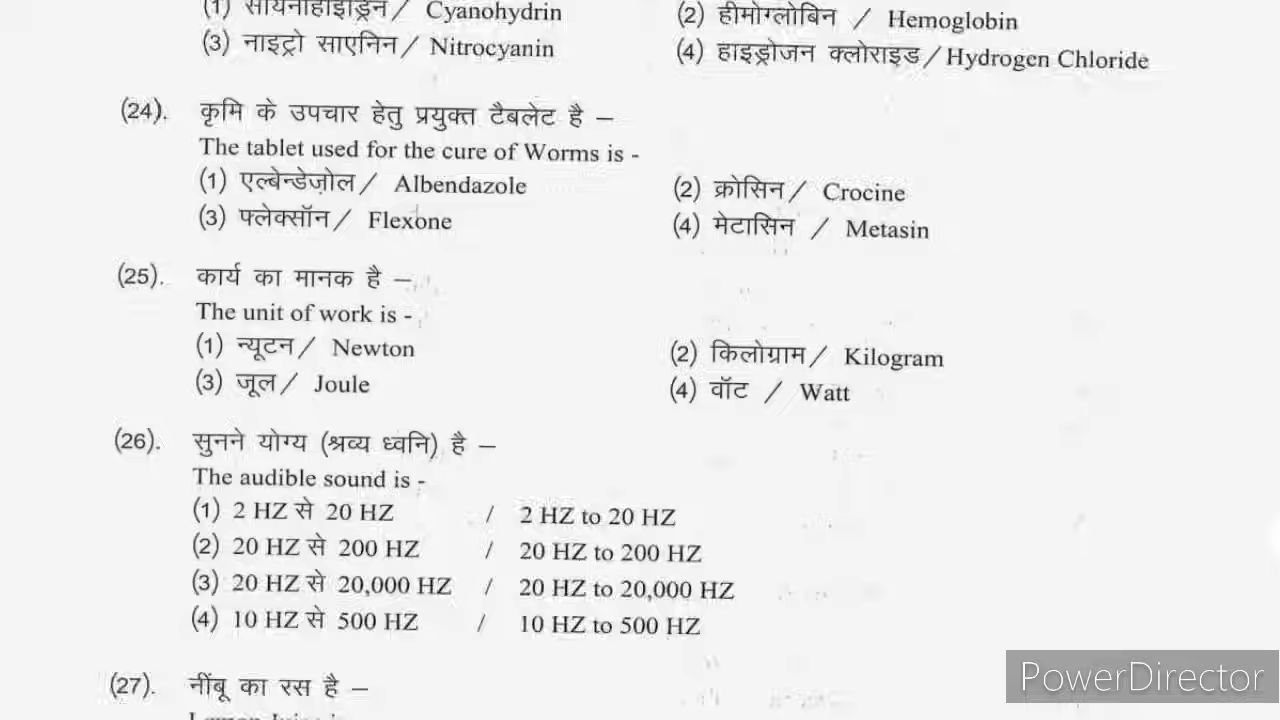 (1) सायनोहाइड्रिन / Cyanohydrin (2) हीमोग्लोबिन / Hemoglobin
(3) नाइट्रो साएनिन / Nitrocyanin (4) हाइड्रोजन क्लोराइड / Hydrogen Chloride
(24). कृमि के उपचार हेतु प्रयुक्त टैबलेट है –
The tablet used for the cure of Worms is -
(1) एल्बेन्डेज़ोल / Albendazole (2) क्रोसिन / Crocine
(3) फ्लेक्सॉन / Flexone (4) मेटासिन / Metasin
(25). कार्य का मानक है –
The unit of work is -
(1) न्यूटन / Newton (2) किलोग्राम / Kilogram
(3) जूल / Joule (4) वॉट / Watt
(26). सुनने योग्य (श्रव्य ध्वनि) है –
The audible sound is -
(1) 2 HZ से 20 HZ / 2 HZ to 20 HZ
(2) 20 HZ से 200 HZ / 20 HZ to 200 HZ
(3) 20 HZ से 20,000 HZ / 20 HZ to 20,000 HZ
(4) 10 HZ से 500 HZ / 10 HZ to 500 HZ
(27). नींबू का रस है –
PowerDirector